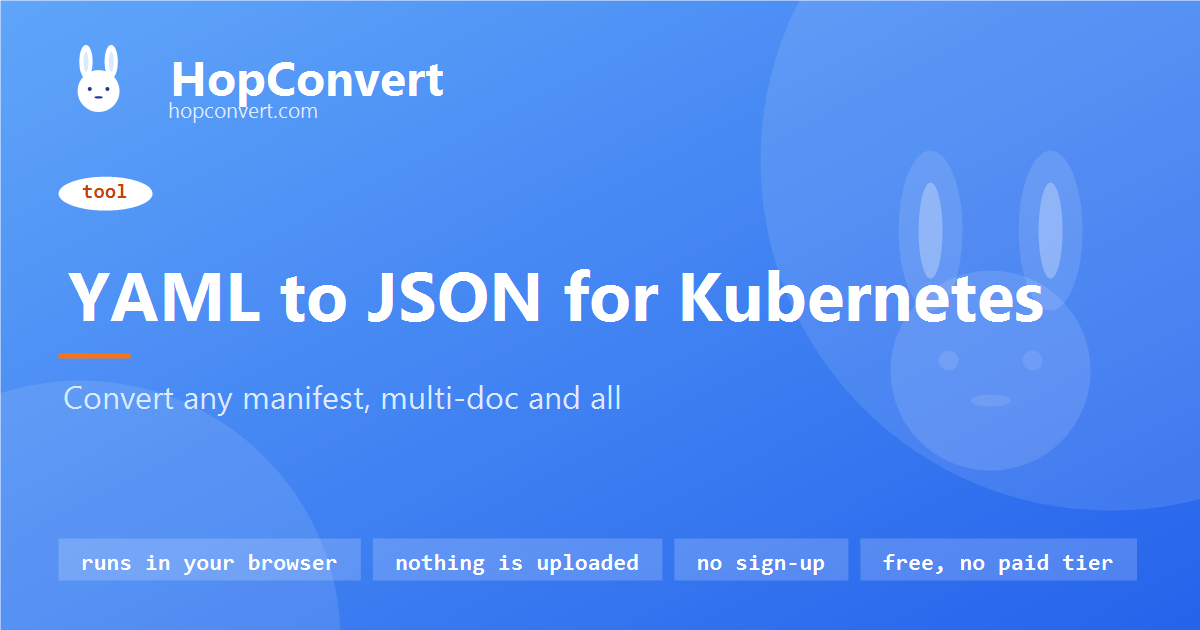 HopConvert
hopconvert.com
tool
YAML to JSON for Kubernetes
Convert any manifest, multi-doc and all
runs in your browser
nothing is uploaded
no sign-up
free, no paid tier